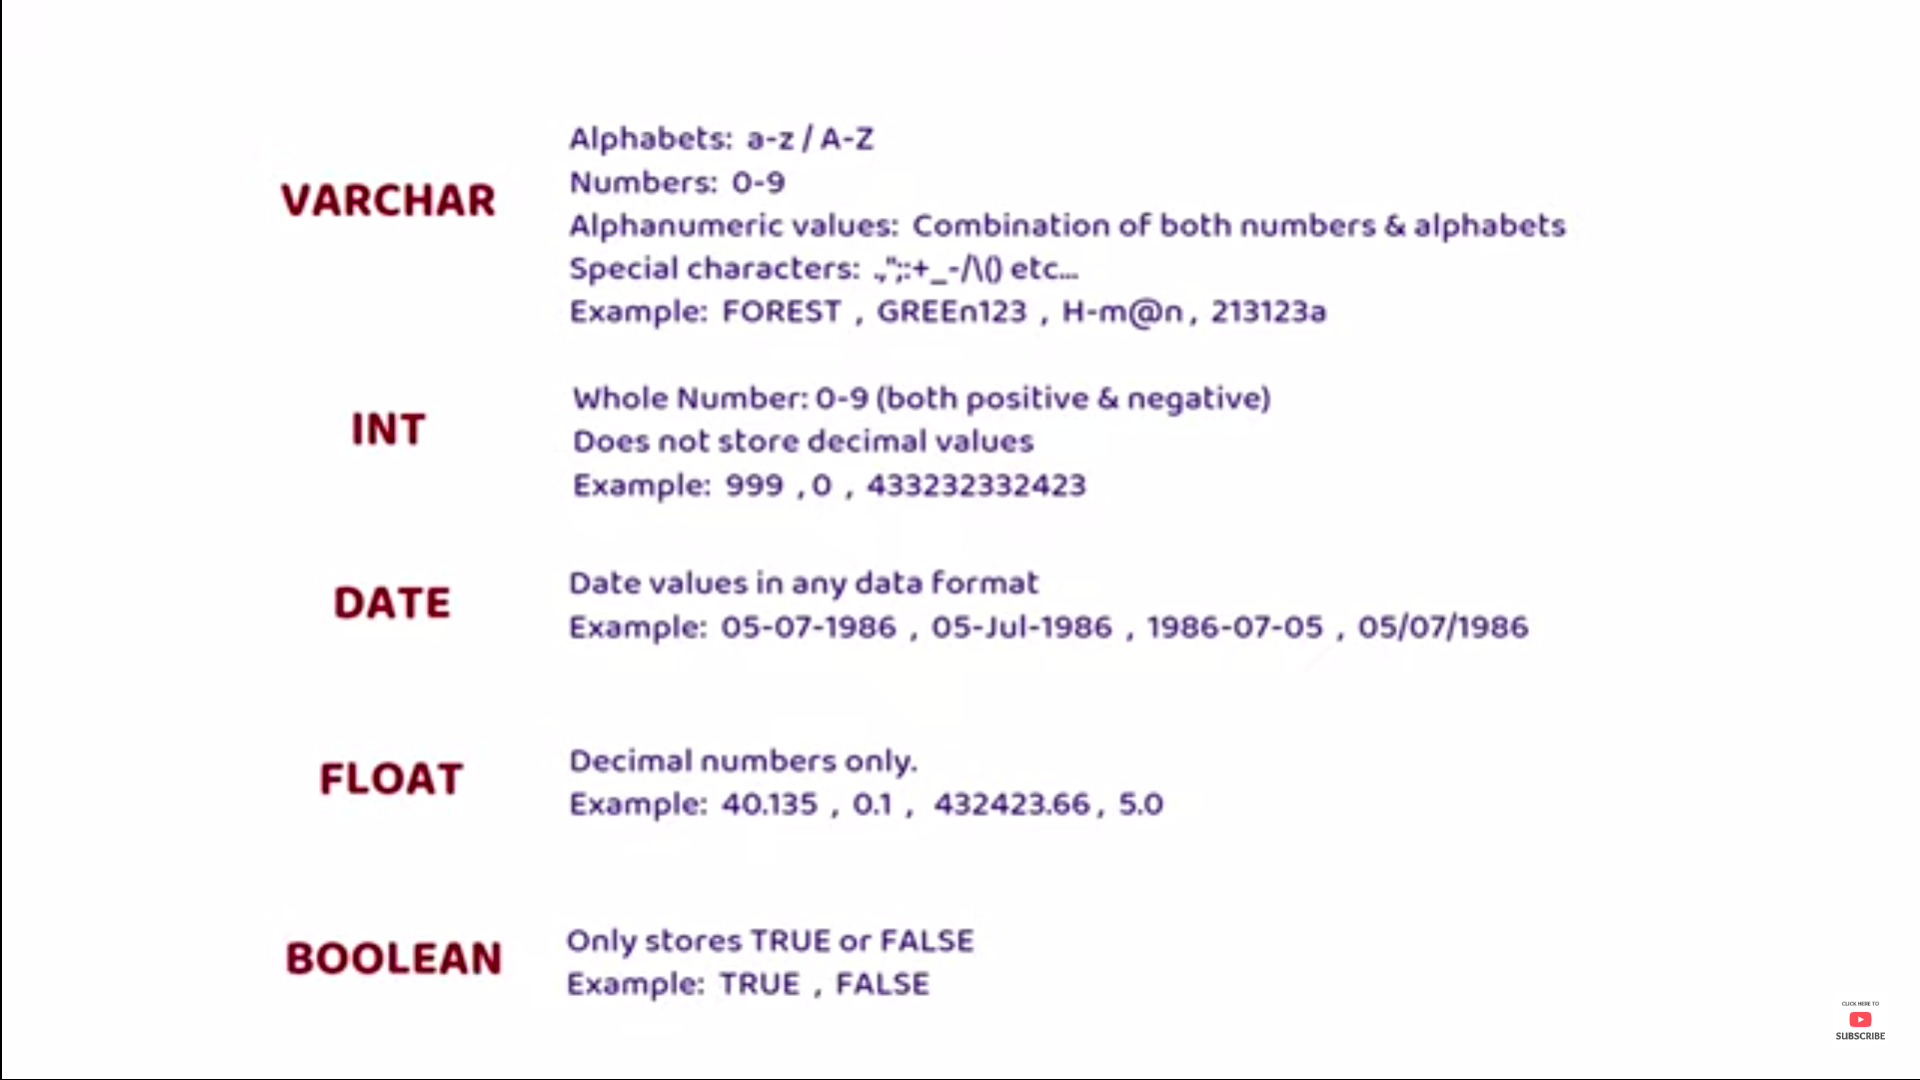 VARCHAR
Alphabets: a-z / A-Z
Numbers: 0-9
Alphanumeric values: Combination of both numbers & alphabets
Special characters: .,";:+_-/\() etc...
Example: FOREST , GREEn123 , H-m@n, 213123a
INT
Whole Number: 0-9 (both positive & negative)
Does not store decimal values
Example: 999 , 0 , 433232332423
DATE
Date values in any data format
Example: 05-07-1986 , 05-Jul-1986 , 1986-07-05 , 05/07/1986
FLOAT
Decimal numbers only.
Example: 40.135 , 0.1 , 432423.66, 5.0
BOOLEAN
Only stores TRUE or FALSE
Example: TRUE , FALSE
CLICK HERE TO
SUBSCRIBE